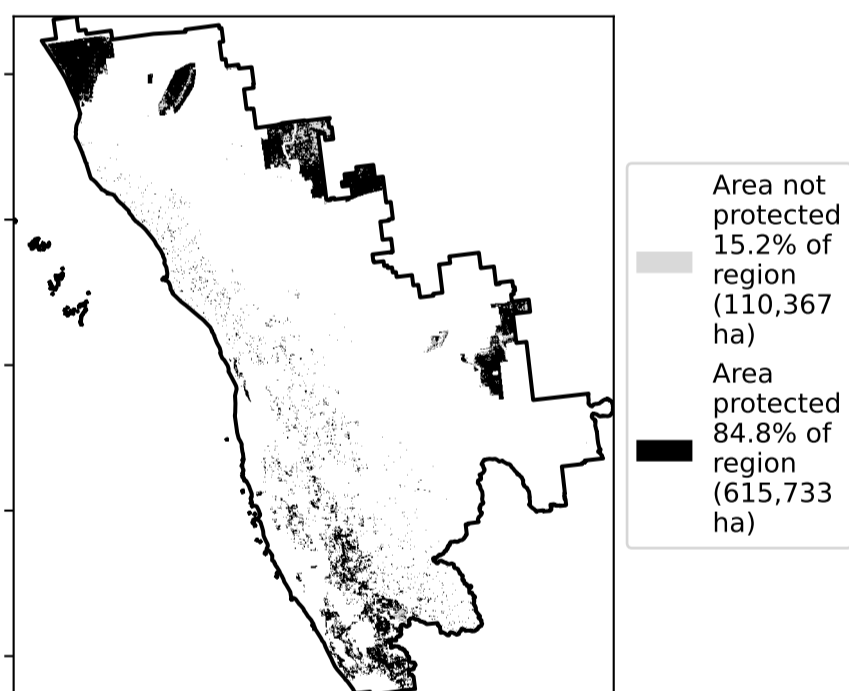 Area not
protected
15.2% of
region
(110,367
ha)
Area
protected
84.8% of
region
(615,733
ha)